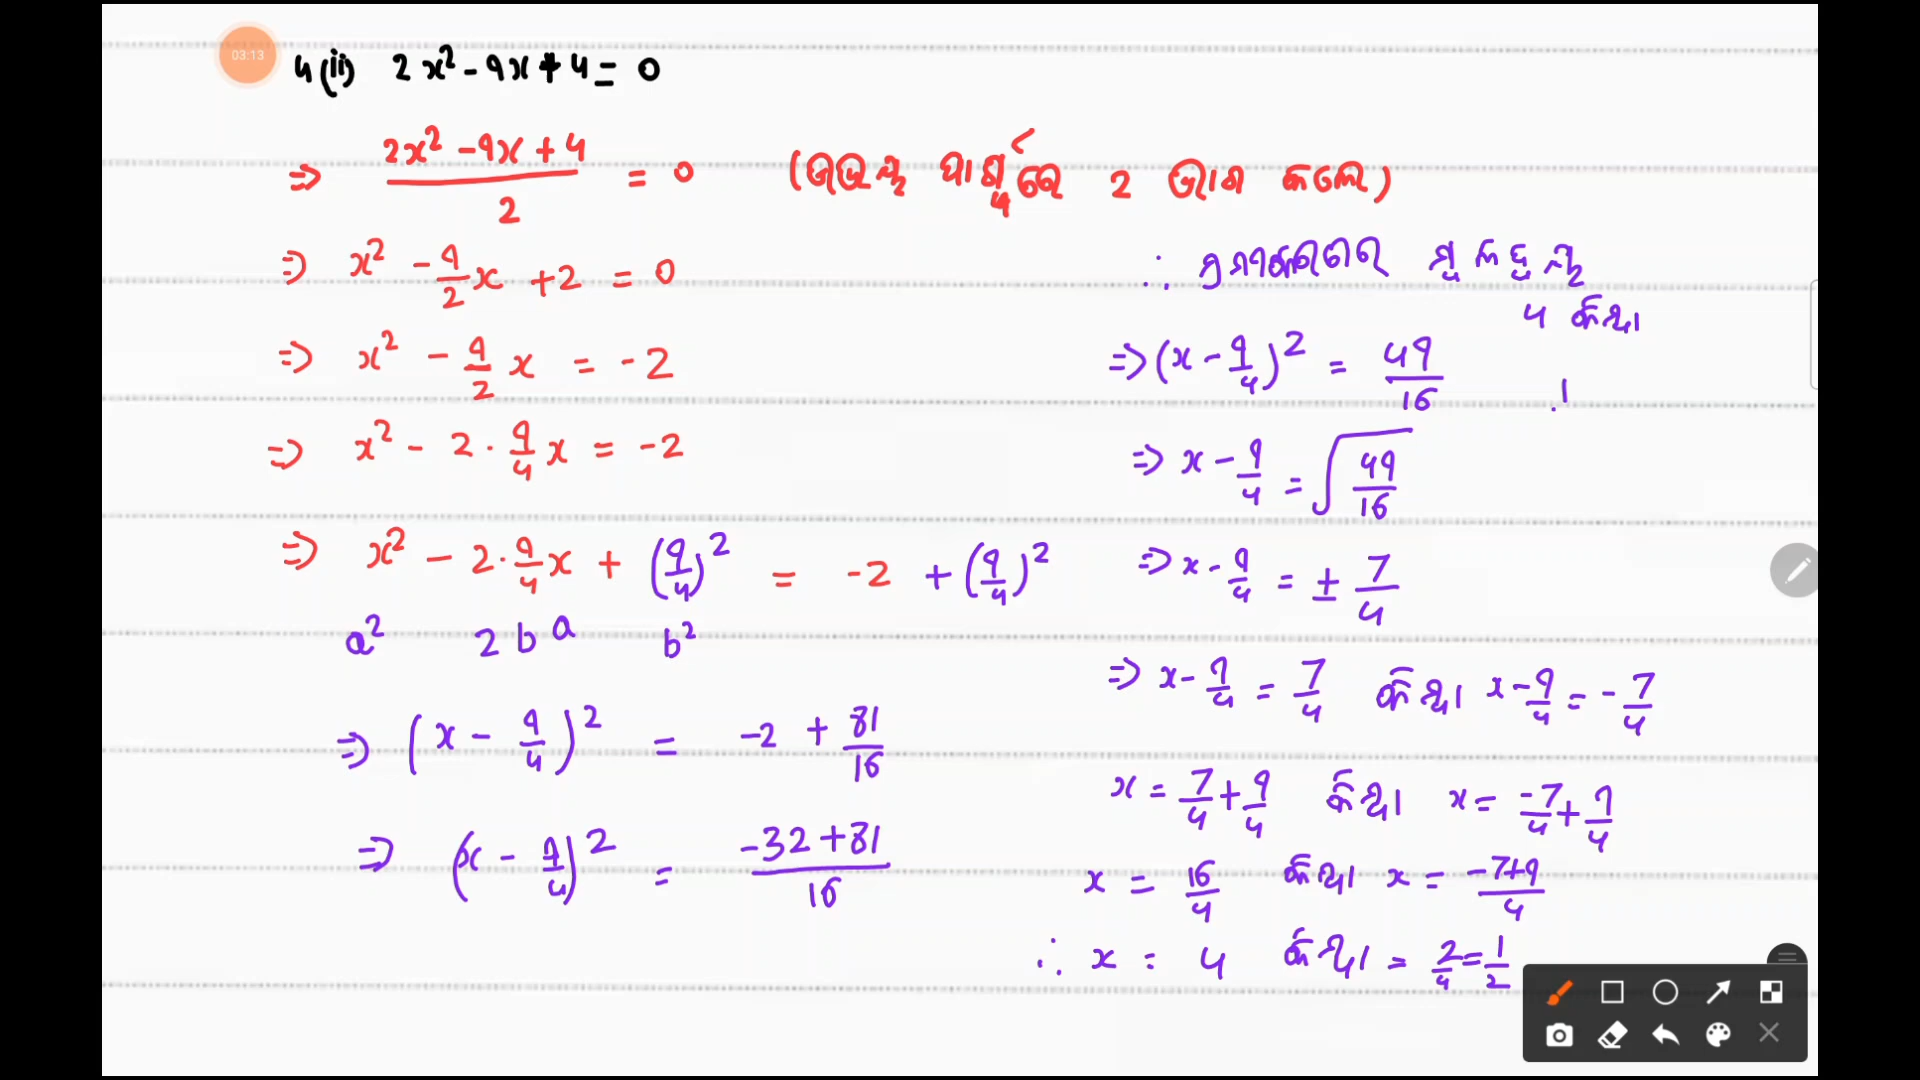 03:13
4(ii) 2x² - 9x + 4 = 0
⇒ (2x² - 9x + 4)/2 = 0 (ଉଭୟ ପାର୍ଶ୍ୱରେ 2 ଭାଗ କଲେ)
⇒ x² - 9/2 x + 2 = 0
⇒ x² - 9/2 x = -2
⇒ x² - 2 · 9/4 x = -2
⇒ x² - 2 · 9/4 x + (9/4)² = -2 + (9/4)²
a² 2 b a b²
⇒ (x - 9/4)² = -2 + 81/16
⇒ (x - 9/4)² = (-32 + 81)/16
∴ ମୂଳଦ୍ୱୟ
4 କିମ୍ବା
⇒ (x - 9/4)² = 49/16
⇒ x - 9/4 = √(49/16)
⇒ x - 9/4 = ± 7/4
⇒ x - 9/4 = 7/4 କିମ୍ବା x - 9/4 = - 7/4
x = 7/4 + 9/4 କିମ୍ବା x = -7/4 + 9/4
x = 16/4 କିମ୍ବା x = (-7+9)/4
∴ x = 4 କିମ୍ବା = 2/4 = 1/2